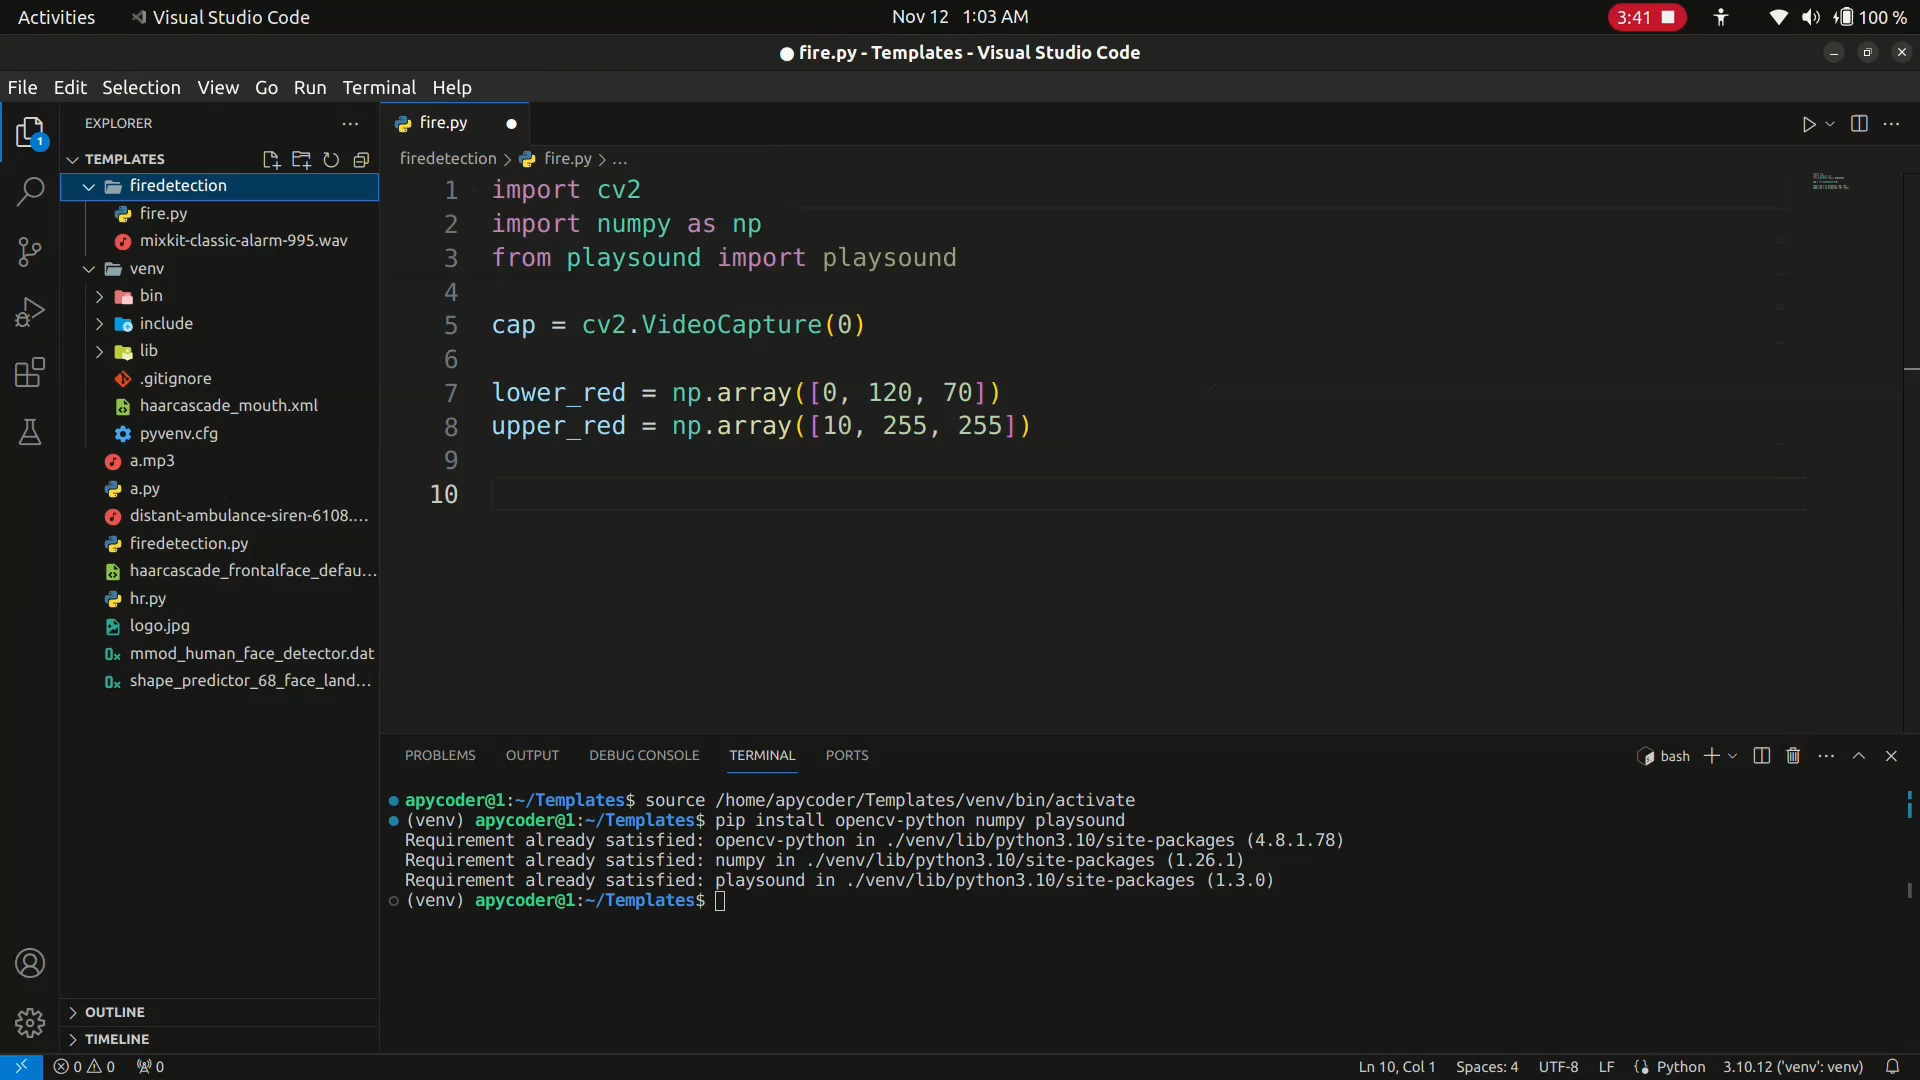 Activities Visual Studio Code Nov 12 1:03 AM 3:41 100 %
fire.py - Templates - Visual Studio Code
File Edit Selection View Go Run Terminal Help
EXPLORER
TEMPLATES
firedetection
fire.py
mixkit-classic-alarm-995.wav
venv
bin
include
lib
.gitignore
haarcascade_mouth.xml
pyvenv.cfg
a.mp3
a.py
distant-ambulance-siren-6108....
firedetection.py
haarcascade_frontalface_defau...
hr.py
logo.jpg
mmod_human_face_detector.dat
shape_predictor_68_face_land...
OUTLINE
TIMELINE
1
fire.py
firedetection > fire.py > ...
1 import cv2
2 import numpy as np
3 from playsound import playsound
4
5 cap = cv2.VideoCapture(0)
6
7 lower_red = np.array([0, 120, 70])
8 upper_red = np.array([10, 255, 255])
9
10
PROBLEMS OUTPUT DEBUG CONSOLE TERMINAL PORTS bash
apycoder@1:~/Templates$ source /home/apycoder/Templates/venv/bin/activate
(venv) apycoder@1:~/Templates$ pip install opencv-python numpy playsound
Requirement already satisfied: opencv-python in ./venv/lib/python3.10/site-packages (4.8.1.78)
Requirement already satisfied: numpy in ./venv/lib/python3.10/site-packages (1.26.1)
Requirement already satisfied: playsound in ./venv/lib/python3.10/site-packages (1.3.0)
(venv) apycoder@1:~/Templates$
0 0 0 Ln 10, Col 1 Spaces: 4 UTF-8 LF Python 3.10.12 ('venv': venv)